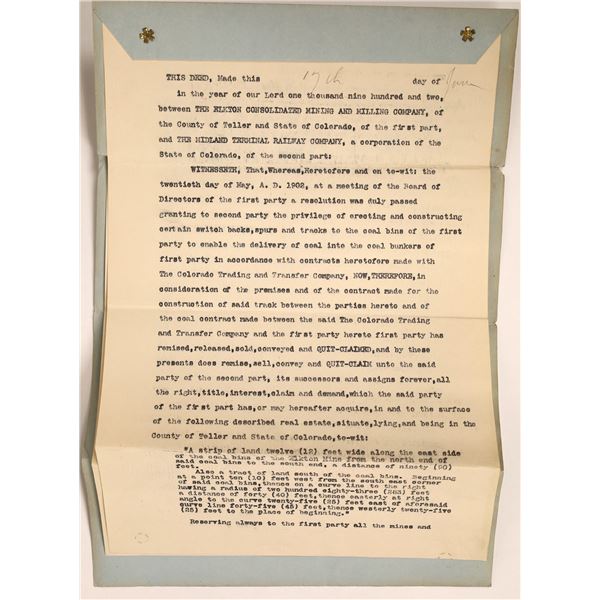 THIS DEED, Made this 17th day of June
in the year of our Lord one thousand nine hundred and two,
between THE ELKTON CONSOLIDATED MINING AND MILLING COMPANY, of
the County of Teller and State of Colorado, of the first part,
and THE MIDLAND TERMINAL RAILWAY COMPANY, a corporation of the
State of Colorado, of the second part:
WITNESSETH, That,Whereas,Heretofore and on to-wit: the
twentieth day of May, A. D. 1902, at a meeting of the Board of
Directors of the first party a resolution was duly passed
granting to second party the privilege of erecting and constructing
certain switch backs,spurs and tracks to the coal bins of the first
party to enable the delivery of coal into the coal bunkers of
first party in accordance with contracts heretofore made with
The Colorado Trading and Transfer Company, NOW,THEREFORE,in
consideration of the premises and of the contract made for the
construction of said track between the parties hereto and of
the coal contract made between the said The Colorado Trading
and Transfer Company and the first party hereto first party has
remised,released,sold,conveyed and QUIT-CLAIMED,and by these
presents does remise,sell,convey and QUIT-CLAIM unto the said
party of the second part, its successors and assigns forever,all
the right,title,interest,claim and demand,which the said party
of the first part has,or may hereafter acquire,in and to the surface
of the following described real estate,situate,lying,and being in the
County of Teller and State of Colorado,to-wit:
"A strip of land twelve (12) feet wide along the east side
of the coal bins of the Elkton Mine from the north end of
said coal bins to the south end, a distance of ninety (90)
feet.
Also a tract of land south of the coal bins. Beginning
at a point ten (10) feet west from the south east corner
of said coal bins,thence on a curve line to the right
having a radius of two hundred eighty-three (283) feet
a distance of forty (40) feet,thence easterly at right
angle to the curve twenty-five (25) feet east of aforesaid
curve line forty-five (45) feet,thence westerly twenty-five
(25) feet to the place of beginning."
Reserving always to the first party all the mines and